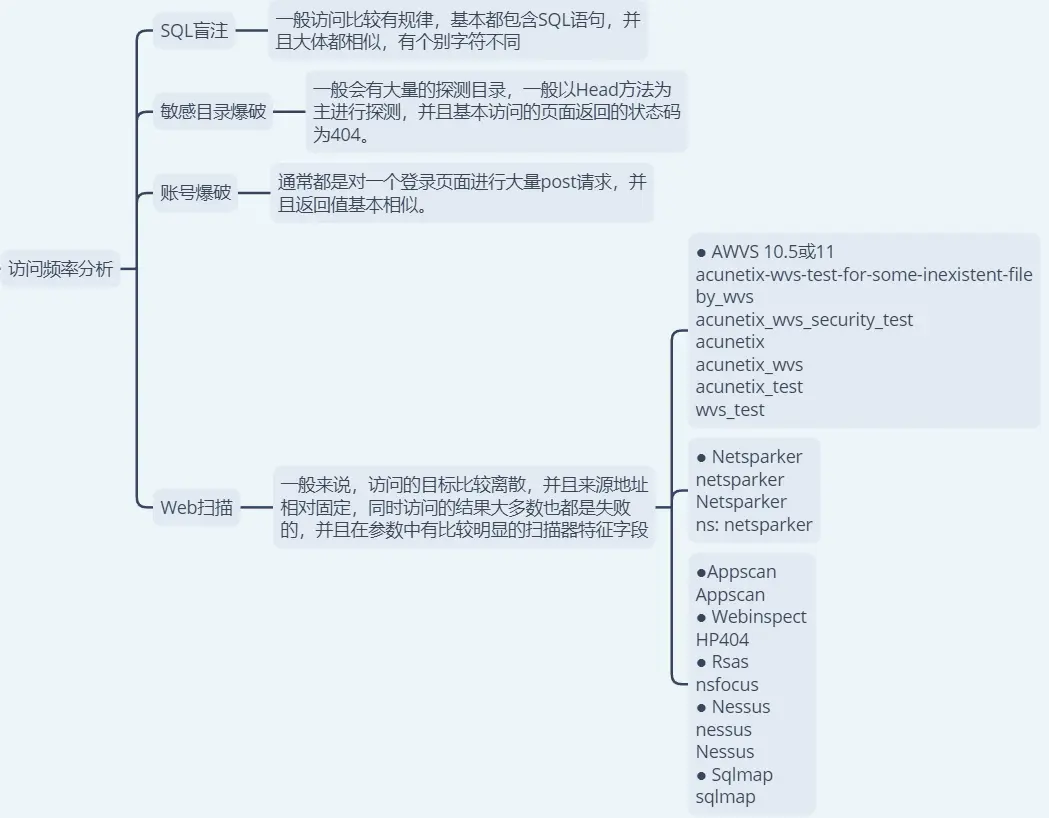 访问频率分析
SQL盲注
一般访问比较有规律，基本都包含SQL语句，并
且大体都相似，有个别字符不同
敏感目录爆破
一般会有大量的探测目录，一般以Head方法为
主进行探测，并且基本访问的页面返回的状态码
为404。
账号爆破
通常都是对一个登录页面进行大量post请求，并
且返回值基本相似。
Web扫描
一般来说，访问的目标比较离散，并且来源地址
相对固定，同时访问的结果大多数也都是失败
的，并且在参数中有比较明显的扫描器特征字段
● AWVS 10.5或11
acunetix-wvs-test-for-some-inexistent-file
by_wvs
acunetix_wvs_security_test
acunetix
acunetix_wvs
acunetix_test
wvs_test
● Netsparker
netsparker
Netsparker
ns: netsparker
●Appscan
Appscan
● Webinspect
HP404
● Rsas
nsfocus
● Nessus
nessus
Nessus
● Sqlmap
sqlmap